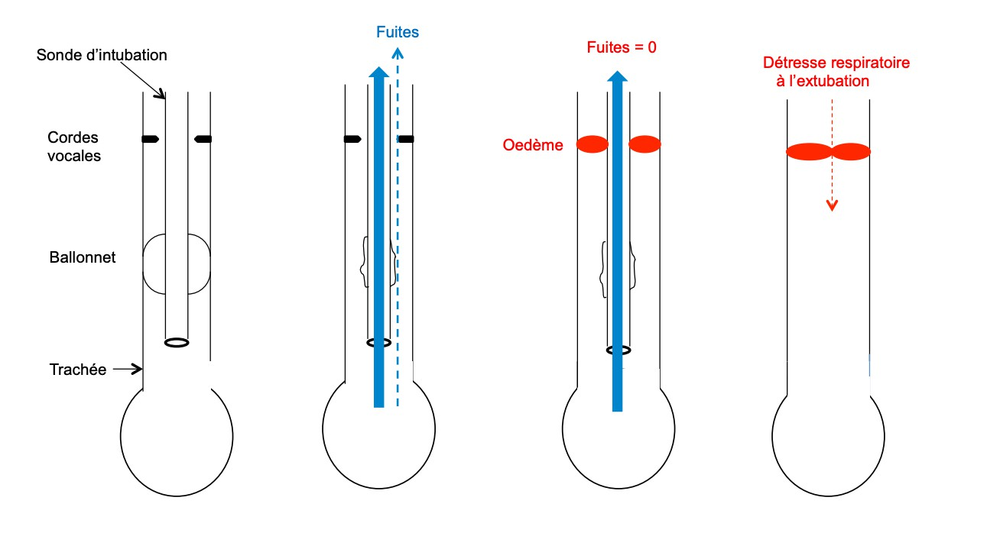 Fuites
Sonde d’intubation
Fuites = 0
Détresse respiratoire
à l’extubation
Cordes
vocales
Oedème
Ballonnet
Trachée